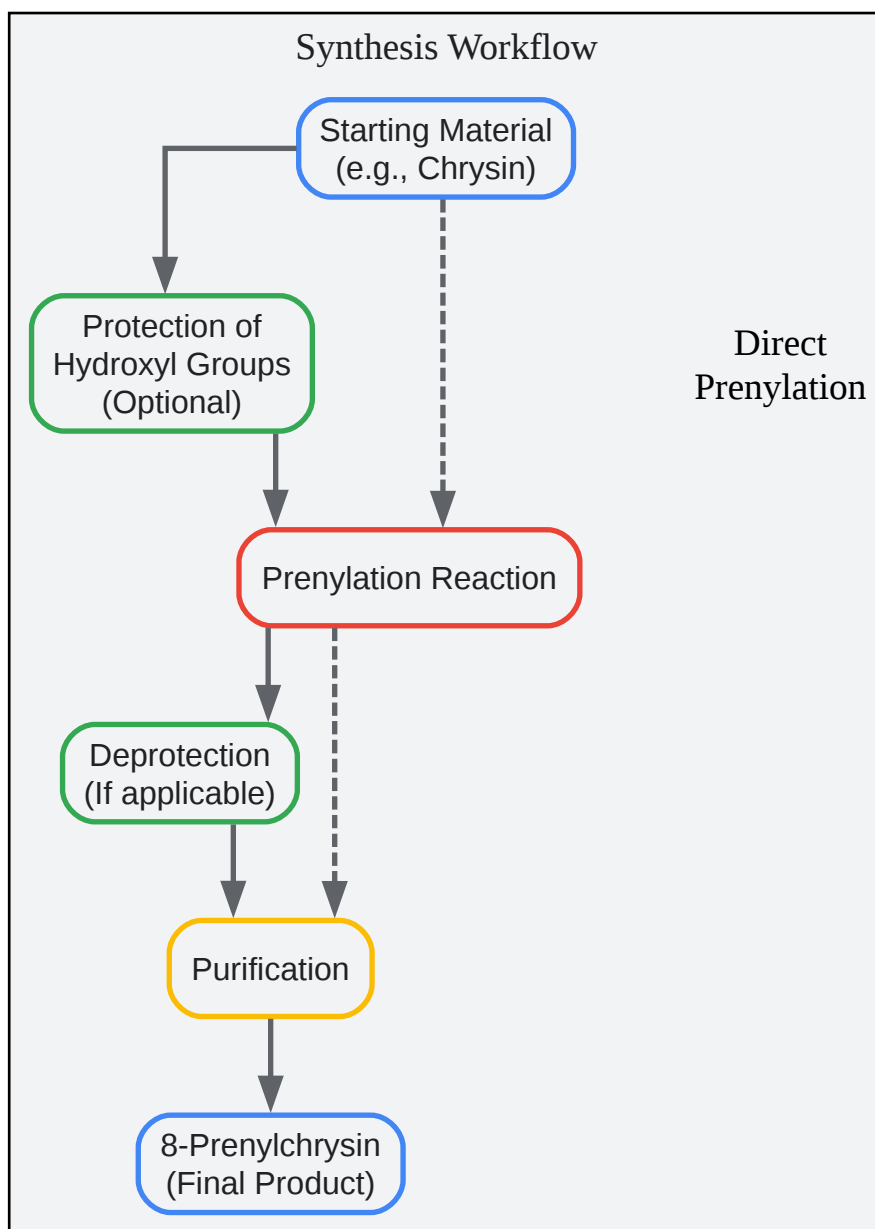 Synthesis Workflow
Starting Material
(e.g., Chrysin)
Protection of
Hydroxyl Groups
(Optional)
Direct
Prenylation
Prenylation Reaction
Deprotection
(If applicable)
Purification
8-Prenylchrysin
(Final Product)